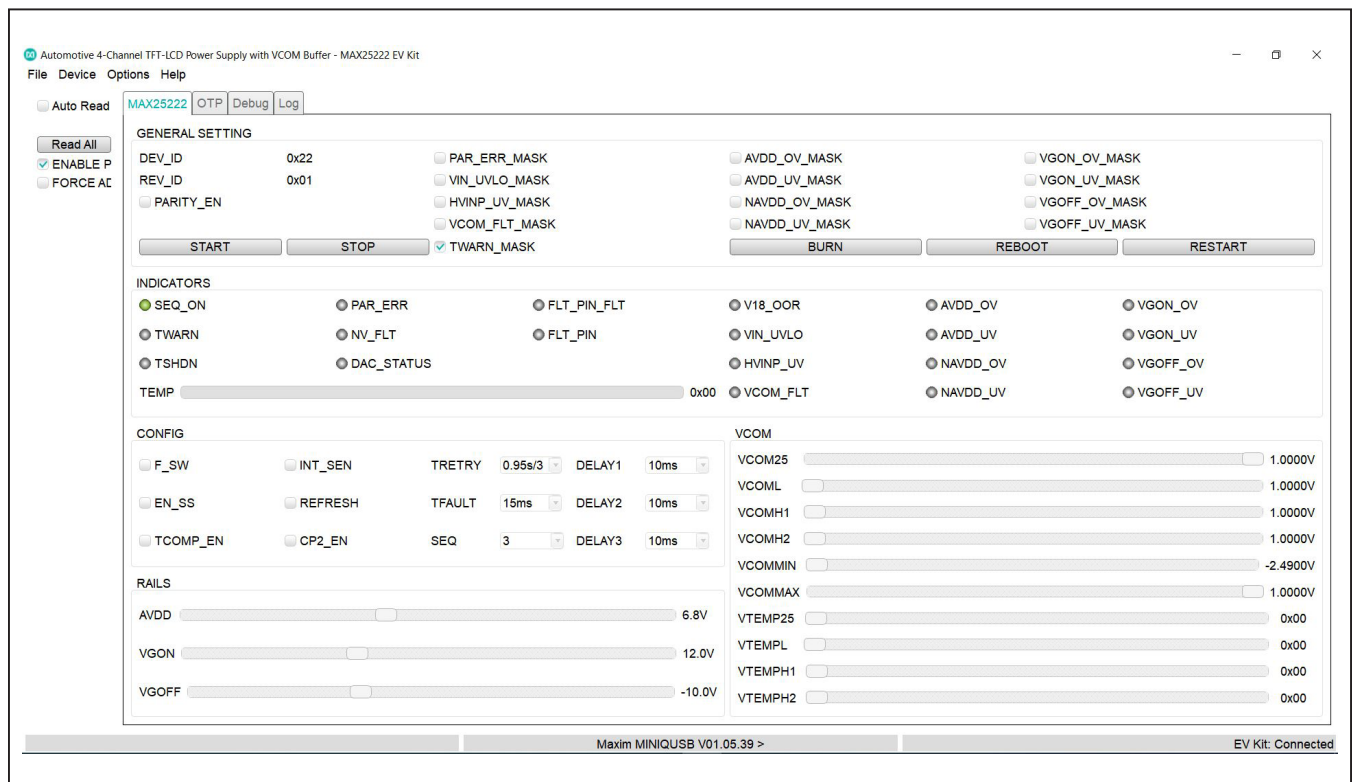 Automotive 4-Channel TFT-LCD Power Supply with VCOM Buffer - MAX25222 EV Kit
File Device Options Help
Auto Read
Read All
ENABLE P
FORCE AD
MAX25222 OTP Debug Log
GENERAL SETTING
DEV_ID 0x22 PAR_ERR_MASK AVDD_OV_MASK VGON_OV_MASK
REV_ID 0x01 VIN_UVLO_MASK AVDD_UV_MASK VGON_UV_MASK
PARITY_EN HVINP_UV_MASK NAVDD_OV_MASK VGOFF_OV_MASK
VCOM_FLT_MASK NAVDD_UV_MASK VGOFF_UV_MASK
START STOP TWARN_MASK BURN REBOOT RESTART
INDICATORS
SEQ_ON PAR_ERR FLT_PIN_FLT V18_OOR AVDD_OV VGON_OV
TWARN NV_FLT FLT_PIN VIN_UVLO AVDD_UV VGON_UV
TSHDN DAC_STATUS HVINP_UV NAVDD_OV VGOFF_OV
TEMP 0x00 VCOM_FLT NAVDD_UV VGOFF_UV
CONFIG
F_SW INT_SEN TRETRY 0.95s/3 DELAY1 10ms
EN_SS REFRESH TFAULT 15ms DELAY2 10ms
TCOMP_EN CP2_EN SEQ 3 DELAY3 10ms
RAILS
AVDD 6.8V
VGON 12.0V
VGOFF -10.0V
VCOM
VCOM25 1.0000V
VCOML 1.0000V
VCOMH1 1.0000V
VCOMH2 1.0000V
VCOMMIN -2.4900V
VCOMMAX 1.0000V
VTEMP25 0x00
VTEMPL 0x00
VTEMPH1 0x00
VTEMPH2 0x00
Maxim MINIQUSB V01.05.39 > EV Kit: Connected